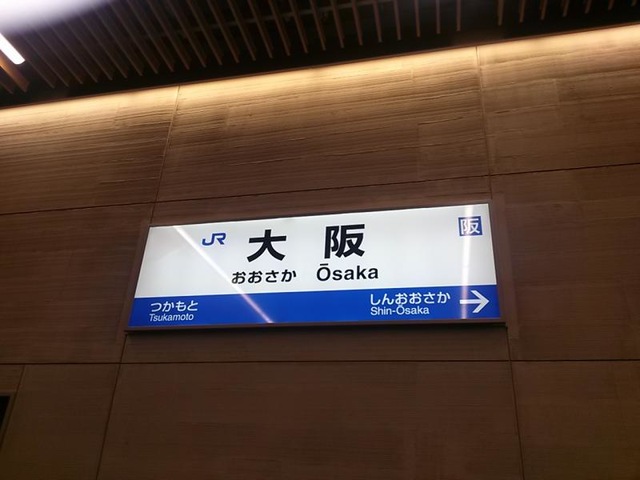 JR 大阪 阪
おおさか Ōsaka
つかもと しんおおさか →
Tsukamoto Shin-Ōsaka